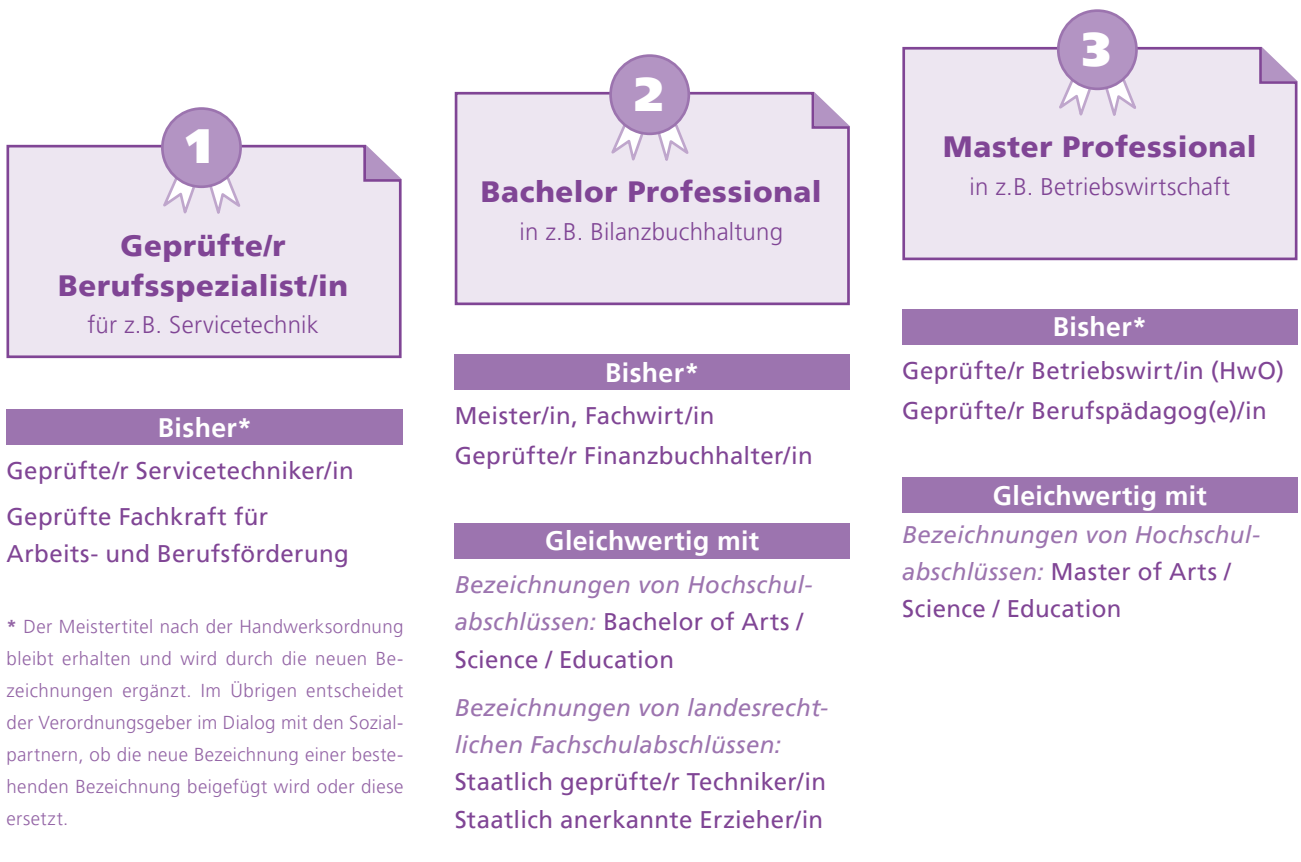 1
Geprüfte/r
Berufsspezialist/in
für z.B. Servicetechnik
Bisher*
Geprüfte/r Servicetechniker/in
Geprüfte Fachkraft für
Arbeits- und Berufsförderung
* Der Meistertitel nach der Handwerksordnung
bleibt erhalten und wird durch die neuen Be-
zeichnungen ergänzt. Im Übrigen entscheidet
der Verordnungsgeber im Dialog mit den Sozial-
partnern, ob die neue Bezeichnung einer beste-
henden Bezeichnung beigefügt wird oder diese
ersetzt.
2
Bachelor Professional
in z.B. Bilanzbuchhaltung
Bisher*
Meister/in, Fachwirt/in
Geprüfte/r Finanzbuchhalter/in
Gleichwertig mit
Bezeichnungen von Hochschul-
abschlüssen: Bachelor of Arts /
Science / Education
Bezeichnungen von landesrecht-
lichen Fachschulabschlüssen:
Staatlich geprüfte/r Techniker/in
Staatlich anerkannte Erzieher/in
3
Master Professional
in z.B. Betriebswirtschaft
Bisher*
Geprüfte/r Betriebswirt/in (HwO)
Geprüfte/r Berufspädagog(e)/in
Gleichwertig mit
Bezeichnungen von Hochschul-
abschlüssen: Master of Arts /
Science / Education